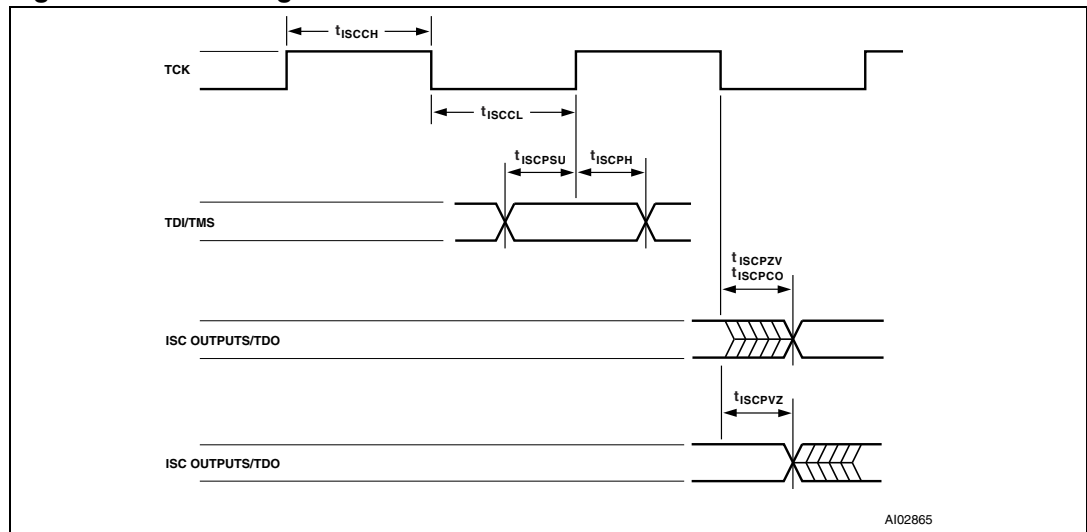 tISCCH
TCK
tISCCL
tISCPSU
tISCPH
TDI/TMS
tISCPZV
tISCPCO
ISC OUTPUTS/TDO
tISCPVZ
ISC OUTPUTS/TDO
AI02865